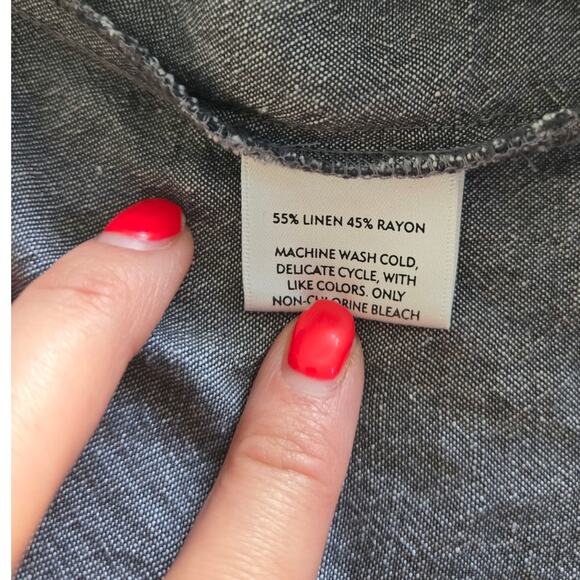 55% LINEN 45% RAYON
MACHINE WASH COLD,
DELICATE CYCLE, WITH
LIKE COLORS. ONLY
NON-CHLORINE BLEACH